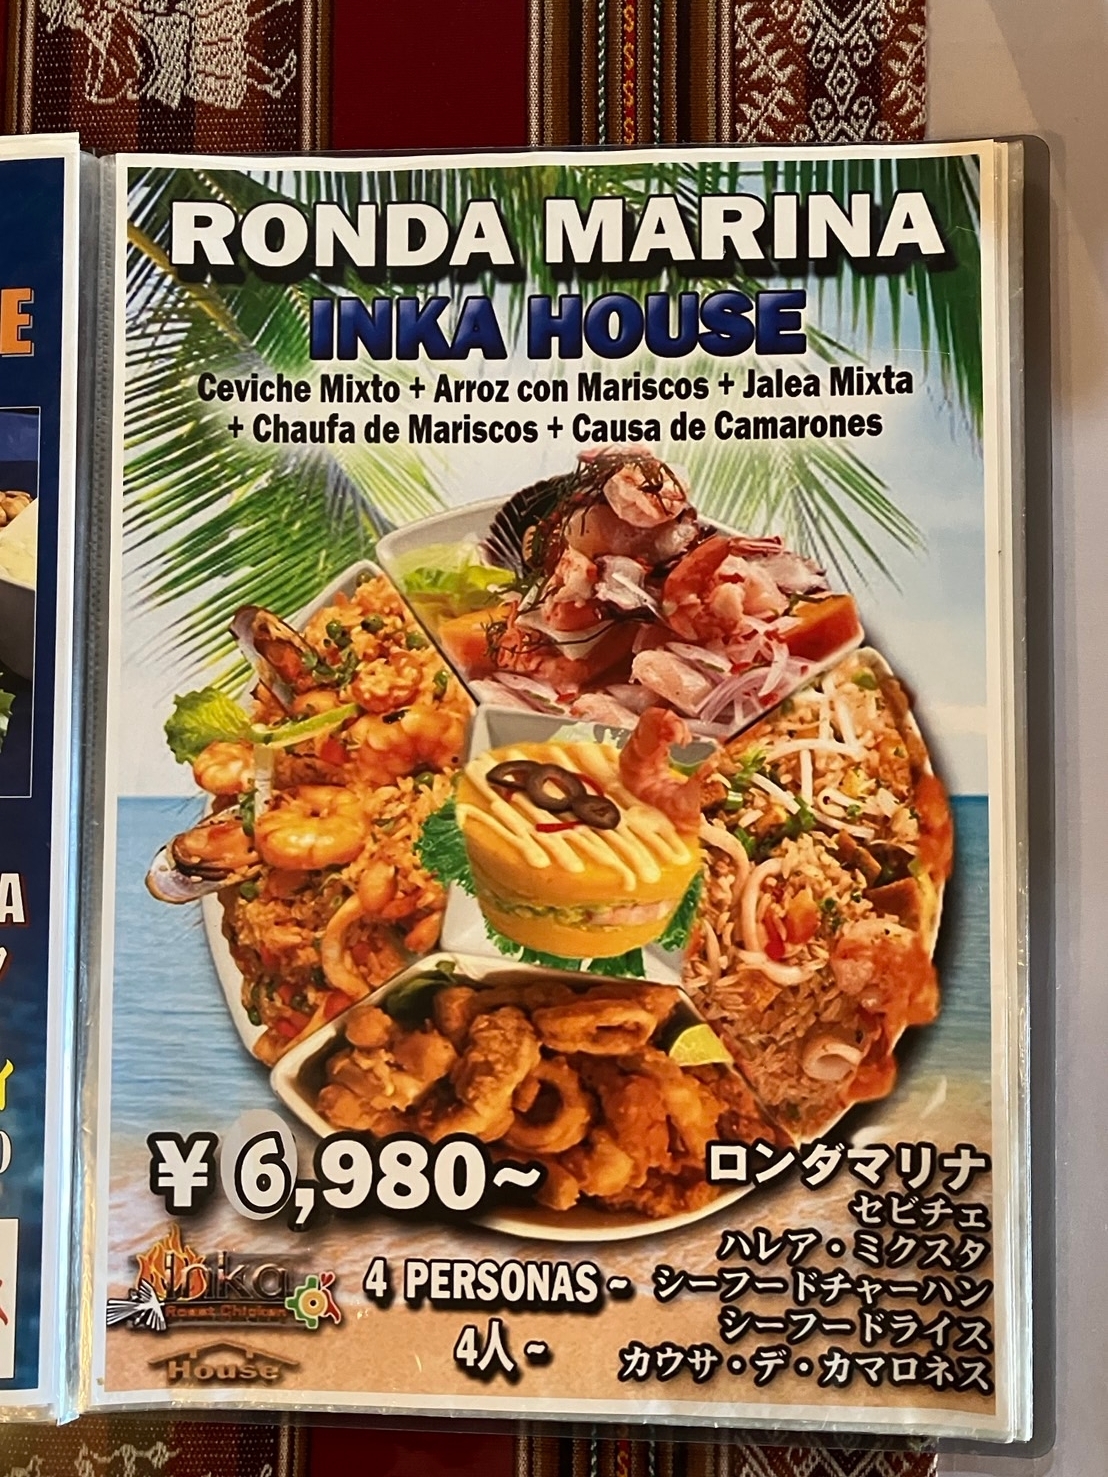 RONDA MARINA
INKA HOUSE
Ceviche Mixto + Arroz con Mariscos + Jalea Mixta
+ Chaufa de Mariscos + Causa de Camarones
¥6,980~
ロンダマリナ
セビチェ
ハレア・ミクスタ
シーフードチャーハン
シーフードライス
カウサ・デ・カマロネス
4 PERSONAS ~
4人 ~
inka
Roast Chicken
House
E
A